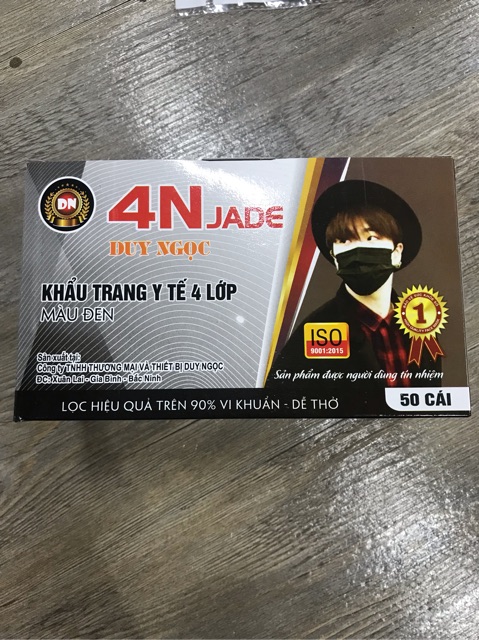 DN
4N JADE
DUY NGỌC
KHẨU TRANG Y TẾ 4 LỚP
MÀU ĐEN
Sản xuất tại:
Công ty TNHH THƯƠNG MẠI VÀ THIẾT BỊ DUY NGỌC
ĐC: Xuân Lai - Gia Bình - Bắc Ninh
ISO
9001:2015
1
Sản phẩm được người dùng tín nhiệm
LỌC HIỆU QUẢ TRÊN 90% VI KHUẨN - DỄ THỞ
50 CÁI